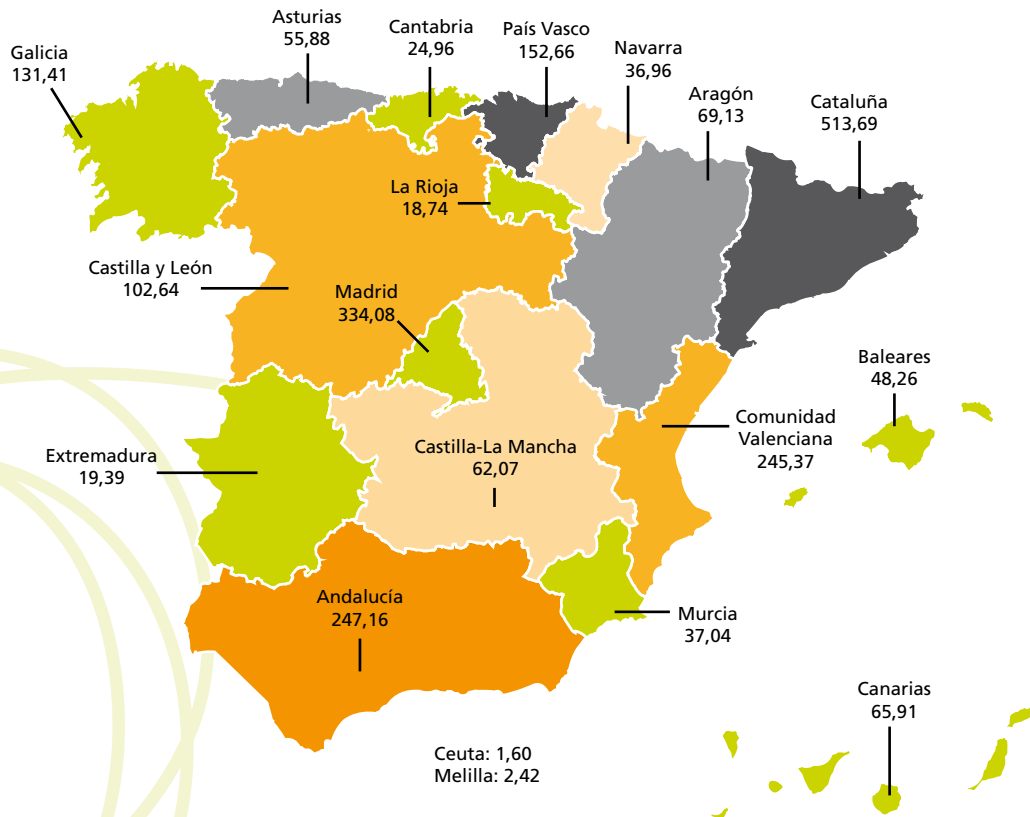 Asturias
55,88
Cantabria
24,96
País Vasco
152,66
Navarra
36,96
Galicia
131,41
Aragón
69,13
Cataluña
513,69
La Rioja
18,74
Castilla y León
102,64
Madrid
334,08
Baleares
48,26
Comunidad
Valenciana
245,37
Extremadura
19,39
Castilla-La Mancha
62,07
Andalucía
247,16
Murcia
37,04
Canarias
65,91
Ceuta: 1,60
Melilla: 2,42